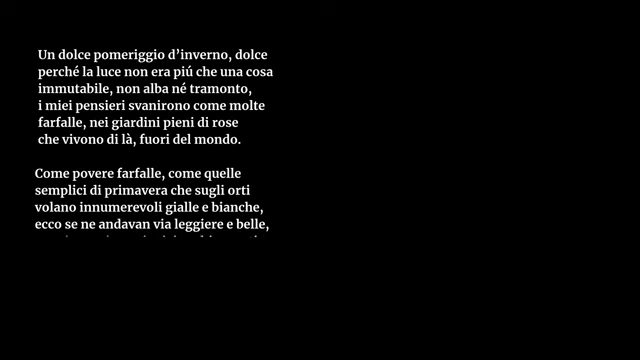 Un dolce pomeriggio d’inverno, dolce
perché la luce non era piú che una cosa
immutabile, non alba né tramonto,
i miei pensieri svanirono come molte
farfalle, nei giardini pieni di rose
che vivono di là, fuori del mondo.
Come povere farfalle, come quelle
semplici di primavera che sugli orti
volano innumerevoli gialle e bianche,
ecco se ne andavan via leggiere e belle,